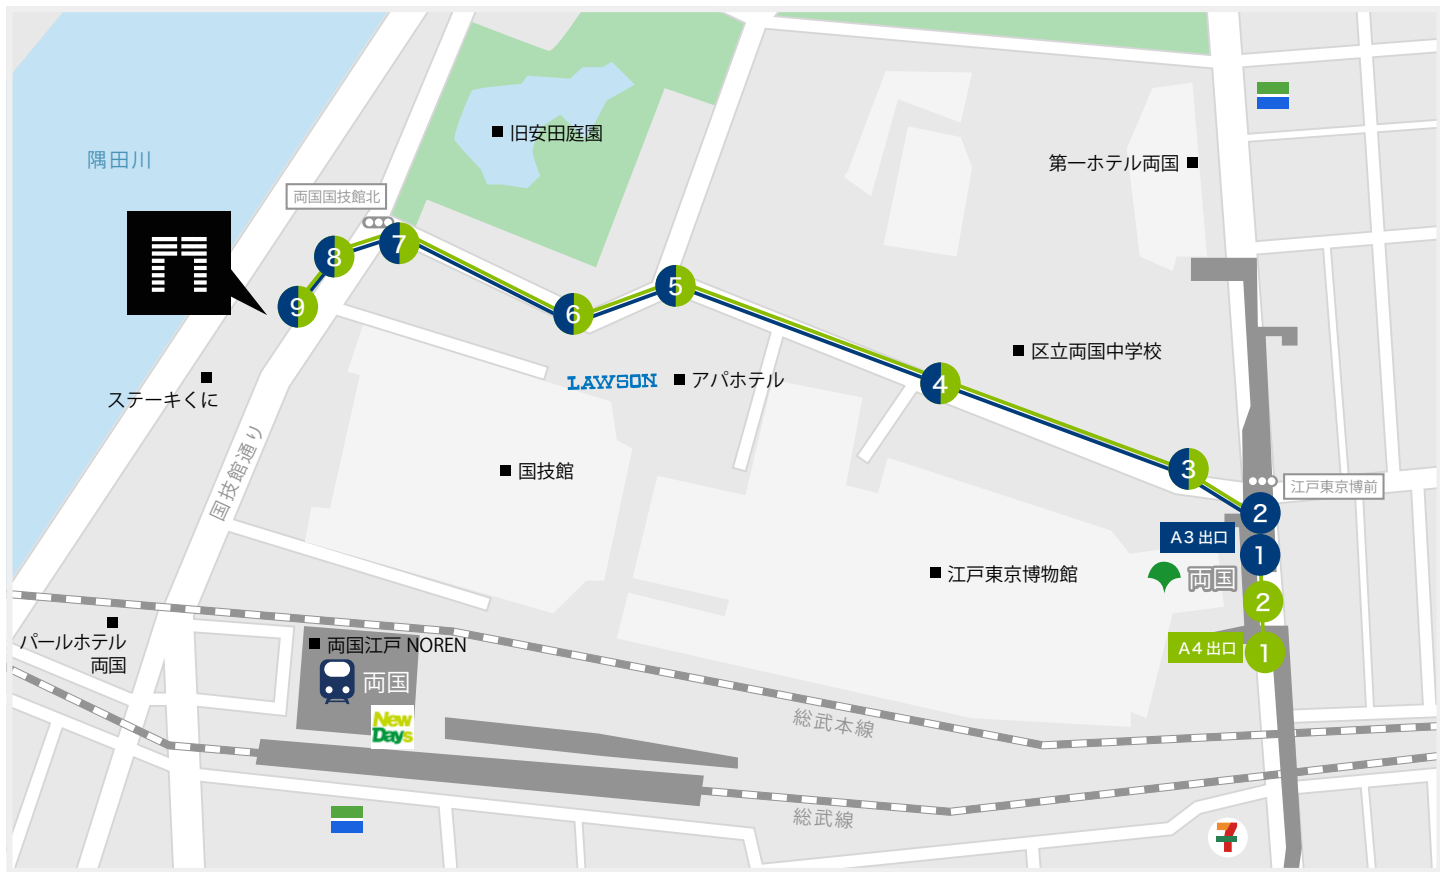 旧安田庭園
隅田川
第一ホテル両国
両国国技館北
7
8
5
9
6
区立両国中学校
LAWSON
アパホテル
4
ステーキくに
国技館通り
国技館
3
江戸東京博前
2
A3 出口
1
江戸東京博物館
両国
2
A4 出口
1
パールホテル
両国
両国江戸 NOREN
両国
New
Days
総武本線
総武線
7